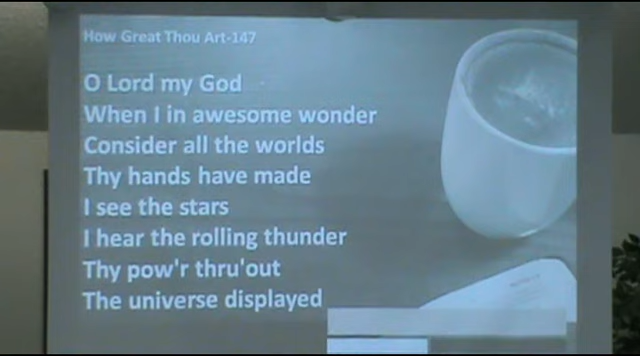 How Great Thou Art-147
O Lord my God
When I in awesome wonder
Consider all the worlds
Thy hands have made
I see the stars
I hear the rolling thunder
Thy pow'r thru'out
The universe displayed